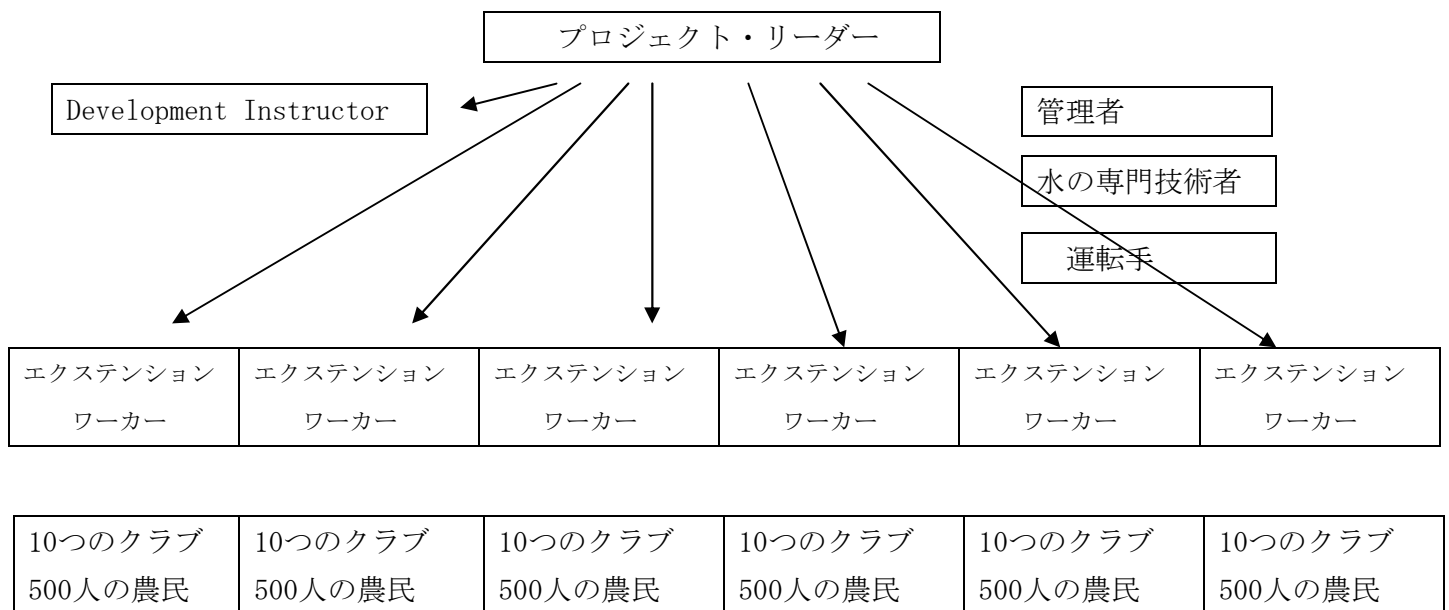 プロジェクト・リーダー
Development Instructor
管理者
水の専門技術者
運転手
エクステンション
ワーカー
エクステンション
ワーカー
エクステンション
ワーカー
エクステンション
ワーカー
エクステンション
ワーカー
エクステンション
ワーカー
10つのクラブ
500人の農民
10つのクラブ
500人の農民
10つのクラブ
500人の農民
10つのクラブ
500人の農民
10つのクラブ
500人の農民
10つのクラブ
500人の農民